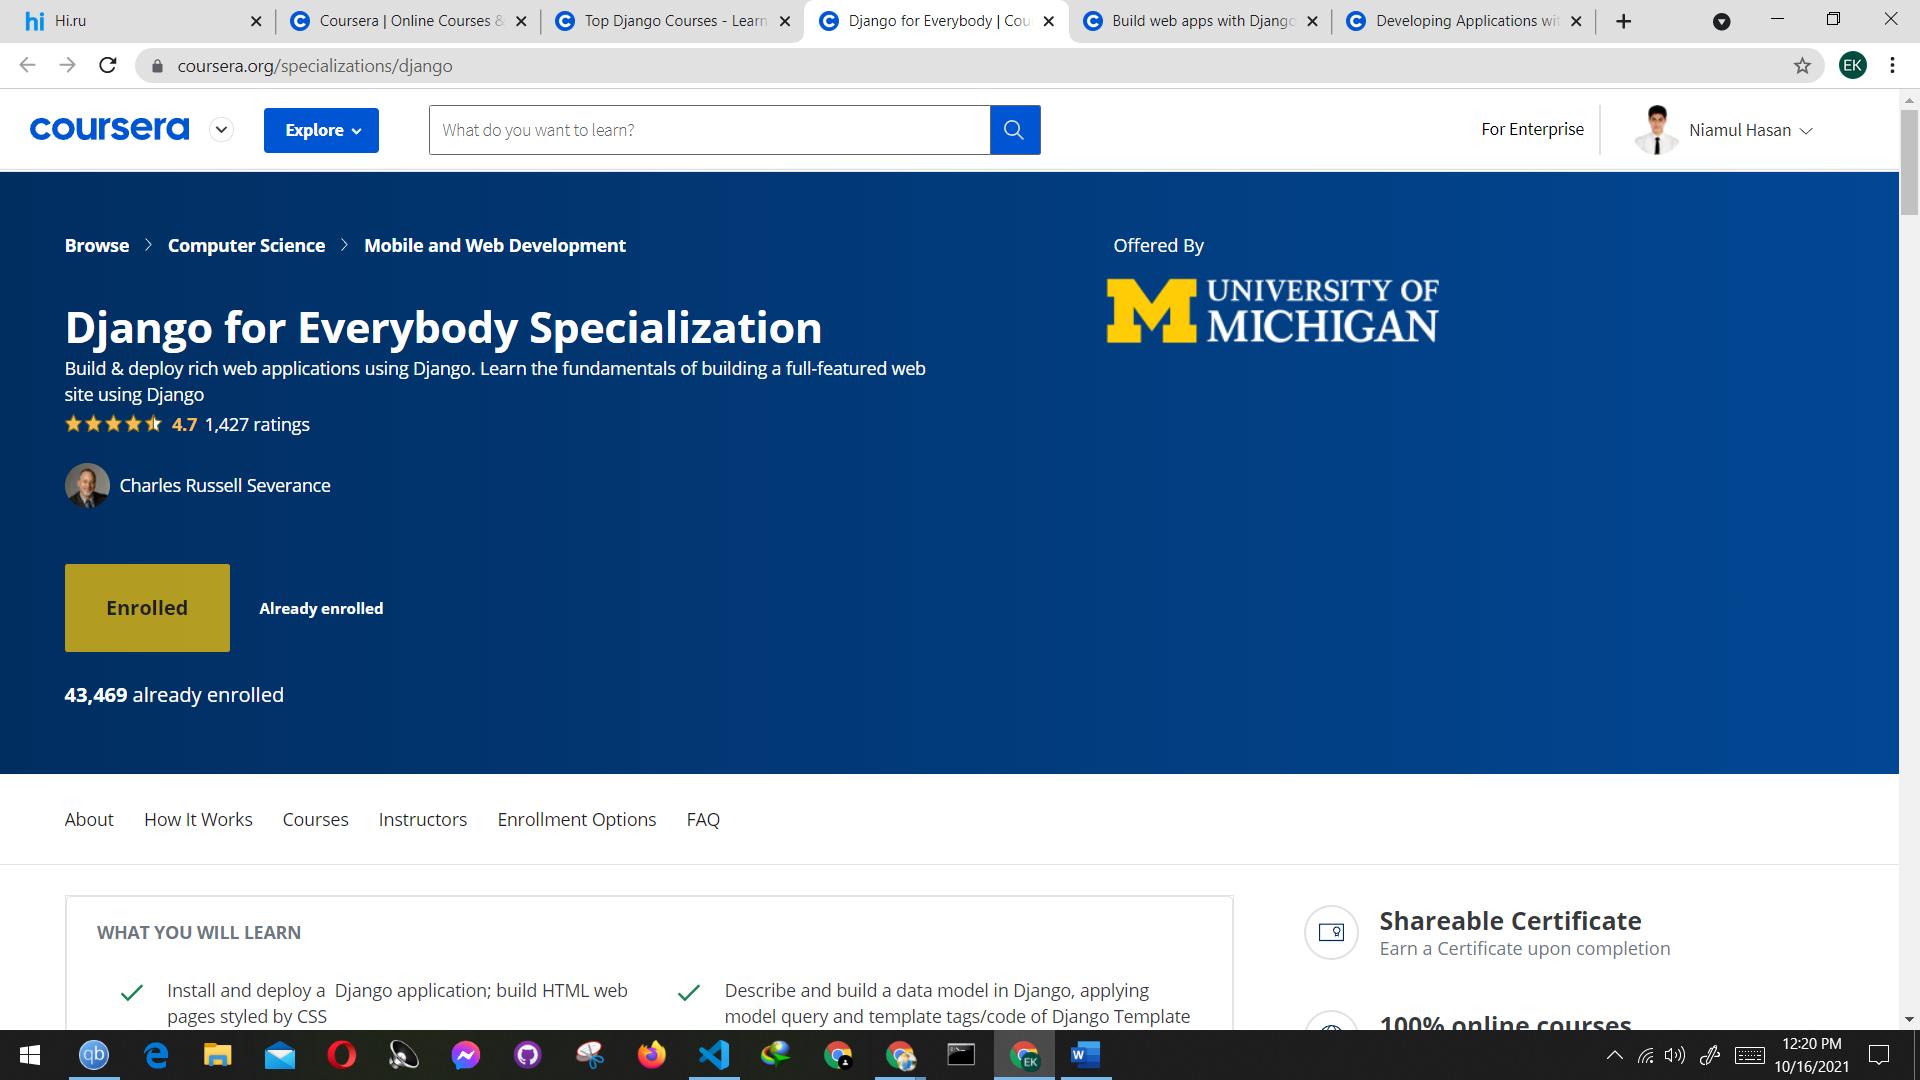 Hi.ru
Coursera | Online Courses &
Top Django Courses - Learn
Django for Everybody | Cou
Build web apps with Django
Developing Applications wit
coursera.org/specializations/django
EK
coursera
Explore
What do you want to learn?
For Enterprise
Niamul Hasan
Browse > Computer Science > Mobile and Web Development
Offered By
UNIVERSITY OF
MICHIGAN
Django for Everybody Specialization
Build & deploy rich web applications using Django. Learn the fundamentals of building a full-featured web
site using Django
4.7 1,427 ratings
Charles Russell Severance
Enrolled
Already enrolled
43,469 already enrolled
About How It Works Courses Instructors Enrollment Options FAQ
WHAT YOU WILL LEARN
Install and deploy a Django application; build HTML web
pages styled by CSS
Describe and build a data model in Django, applying
model query and template tags/code of Django Template
Shareable Certificate
Earn a Certificate upon completion
100% online courses
12:20 PM
10/16/2021